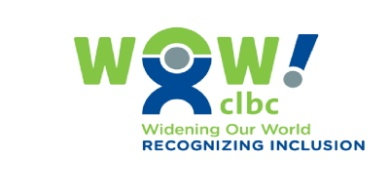 WOW!
clbc
Widening Our World
RECOGNIZING INCLUSION